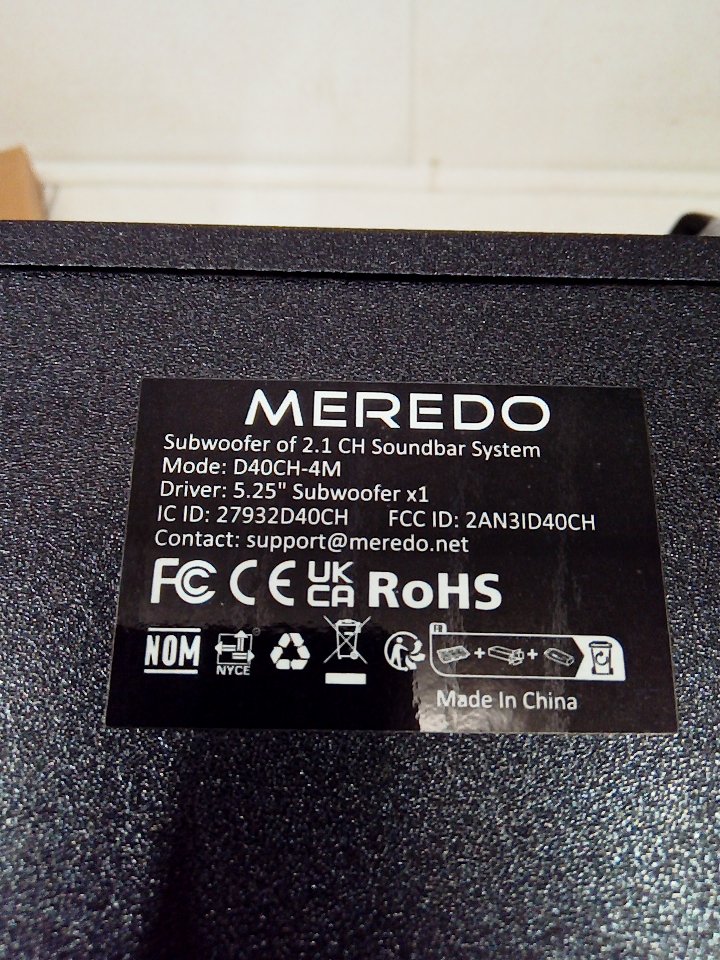 MEREDO
Subwoofer of 2.1 CH Soundbar System
Mode: D40CH-4M
Driver: 5.25" Subwoofer x1
IC ID: 27932D40CH FCC ID: 2AN3ID40CH
Contact: support@meredo.net
FC CE UK CA RoHS
NOM NYCE FR
Made In China